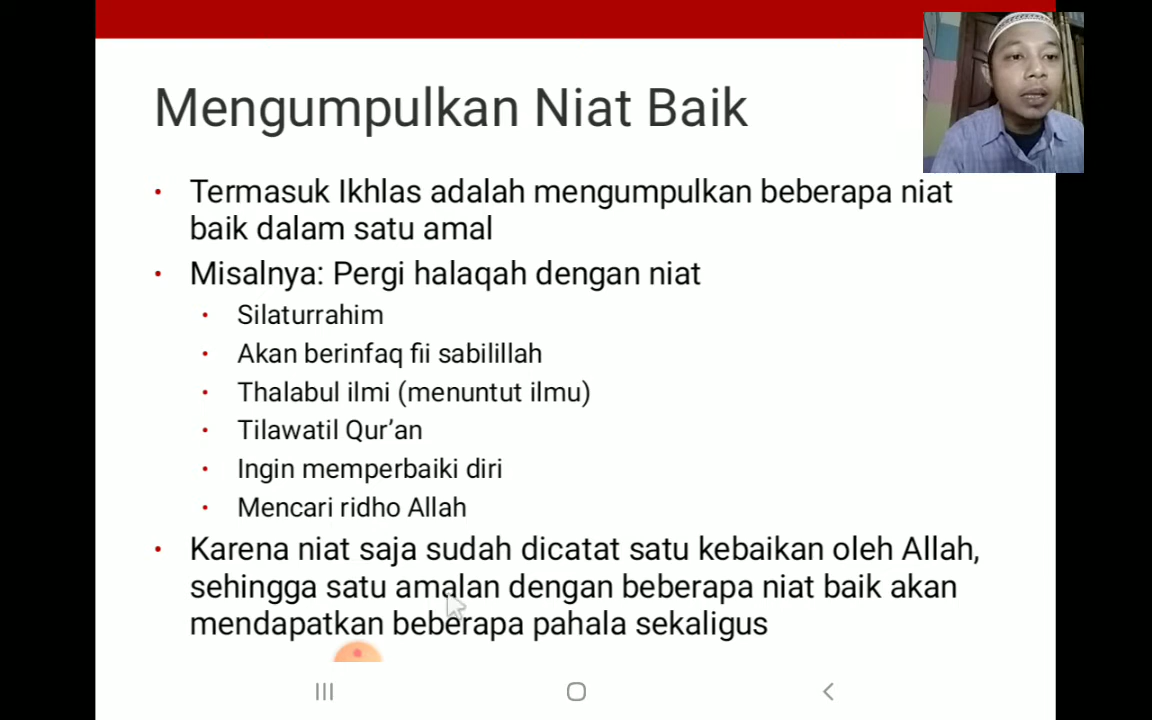 Mengumpulkan Niat Baik
• Termasuk Ikhlas adalah mengumpulkan beberapa niat
baik dalam satu amal
• Misalnya: Pergi halaqah dengan niat
• Silaturrahim
• Akan berinfaq fii sabilillah
• Thalabul ilmi (menuntut ilmu)
• Tilawatil Qur’an
• Ingin memperbaiki diri
• Mencari ridho Allah
• Karena niat saja sudah dicatat satu kebaikan oleh Allah,
sehingga satu amalan dengan beberapa niat baik akan
mendapatkan beberapa pahala sekaligus